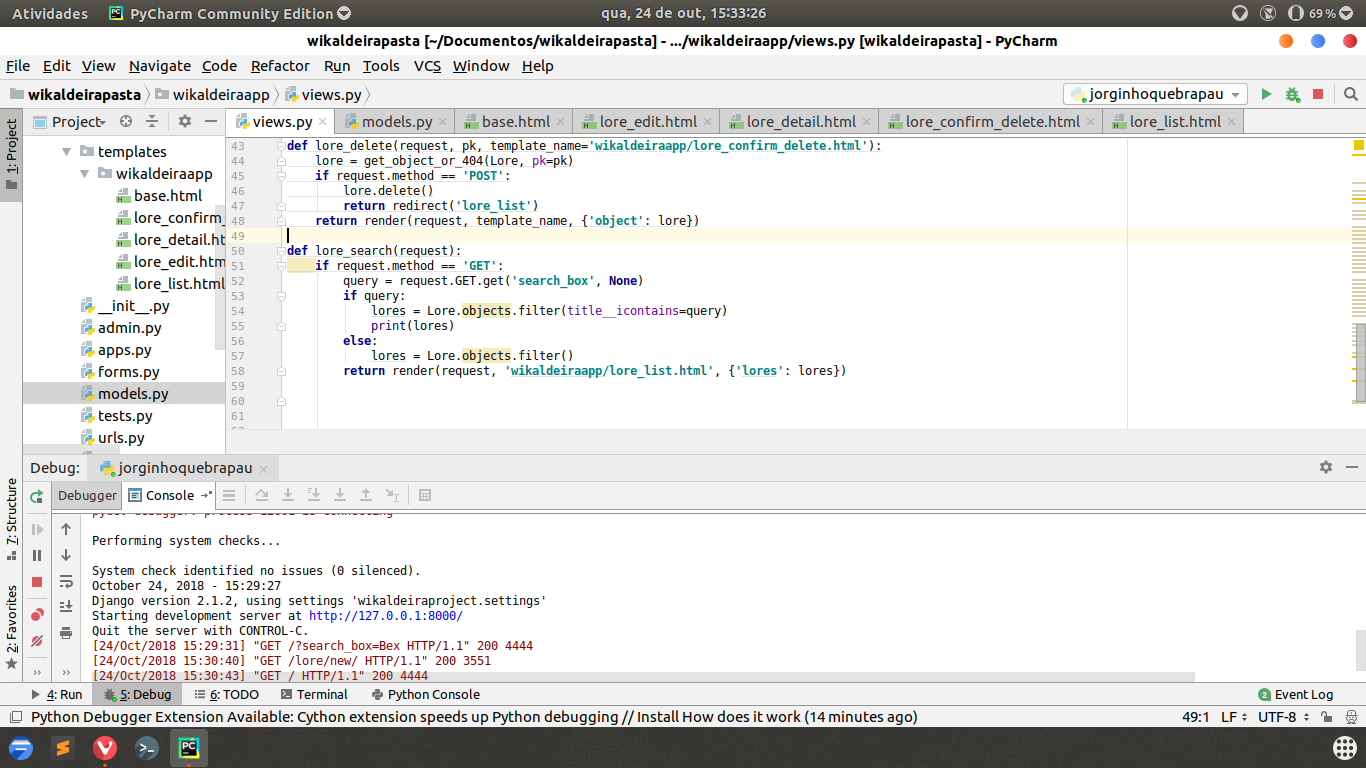 Atividades PyCharm Community Edition qua, 24 de out, 15:33:26 69 %
wikaldeirapasta [~/Documentos/wikaldeirapasta] - .../wikaldeiraapp/views.py [wikaldeirapasta] - PyCharm
File Edit View Navigate Code Refactor Run Tools VCS Window Help
wikaldeirapasta wikaldeiraapp views.py jorginhoquebrapau
1: Project
Project
views.py models.py base.html lore_edit.html lore_detail.html lore_confirm_delete.html lore_list.html
templates
wikaldeiraapp
base.html
lore_confirm_
lore_detail.ht
lore_edit.htm
lore_list.html
__init__.py
admin.py
apps.py
forms.py
models.py
tests.py
urls.py
43 def lore_delete(request, pk, template_name='wikaldeiraapp/lore_confirm_delete.html'):
44 lore = get_object_or_404(Lore, pk=pk)
45 if request.method == 'POST':
46 lore.delete()
47 return redirect('lore_list')
48 return render(request, template_name, {'object': lore})
49
50 def lore_search(request):
51 if request.method == 'GET':
52 query = request.GET.get('search_box', None)
53 if query:
54 lores = Lore.objects.filter(title__icontains=query)
55 print(lores)
56 else:
57 lores = Lore.objects.filter()
58 return render(request, 'wikaldeiraapp/lore_list.html', {'lores': lores})
59
60
61
Debug: jorginhoquebrapau
Debugger Console
7: Structure
2: Favorites
Performing system checks...
System check identified no issues (0 silenced).
October 24, 2018 - 15:29:27
Django version 2.1.2, using settings 'wikaldeiraproject.settings'
Starting development server at http://127.0.0.1:8000/
Quit the server with CONTROL-C.
[24/Oct/2018 15:29:31] "GET /?search_box=Bex HTTP/1.1" 200 4444
[24/Oct/2018 15:30:40] "GET /lore/new/ HTTP/1.1" 200 3551
[24/Oct/2018 15:30:43] "GET / HTTP/1.1" 200 4444
4: Run 5: Debug 6: TODO Terminal Python Console 2 Event Log
Python Debugger Extension Available: Cython extension speeds up Python debugging // Install How does it work (14 minutes ago) 49:1 LF UTF-8